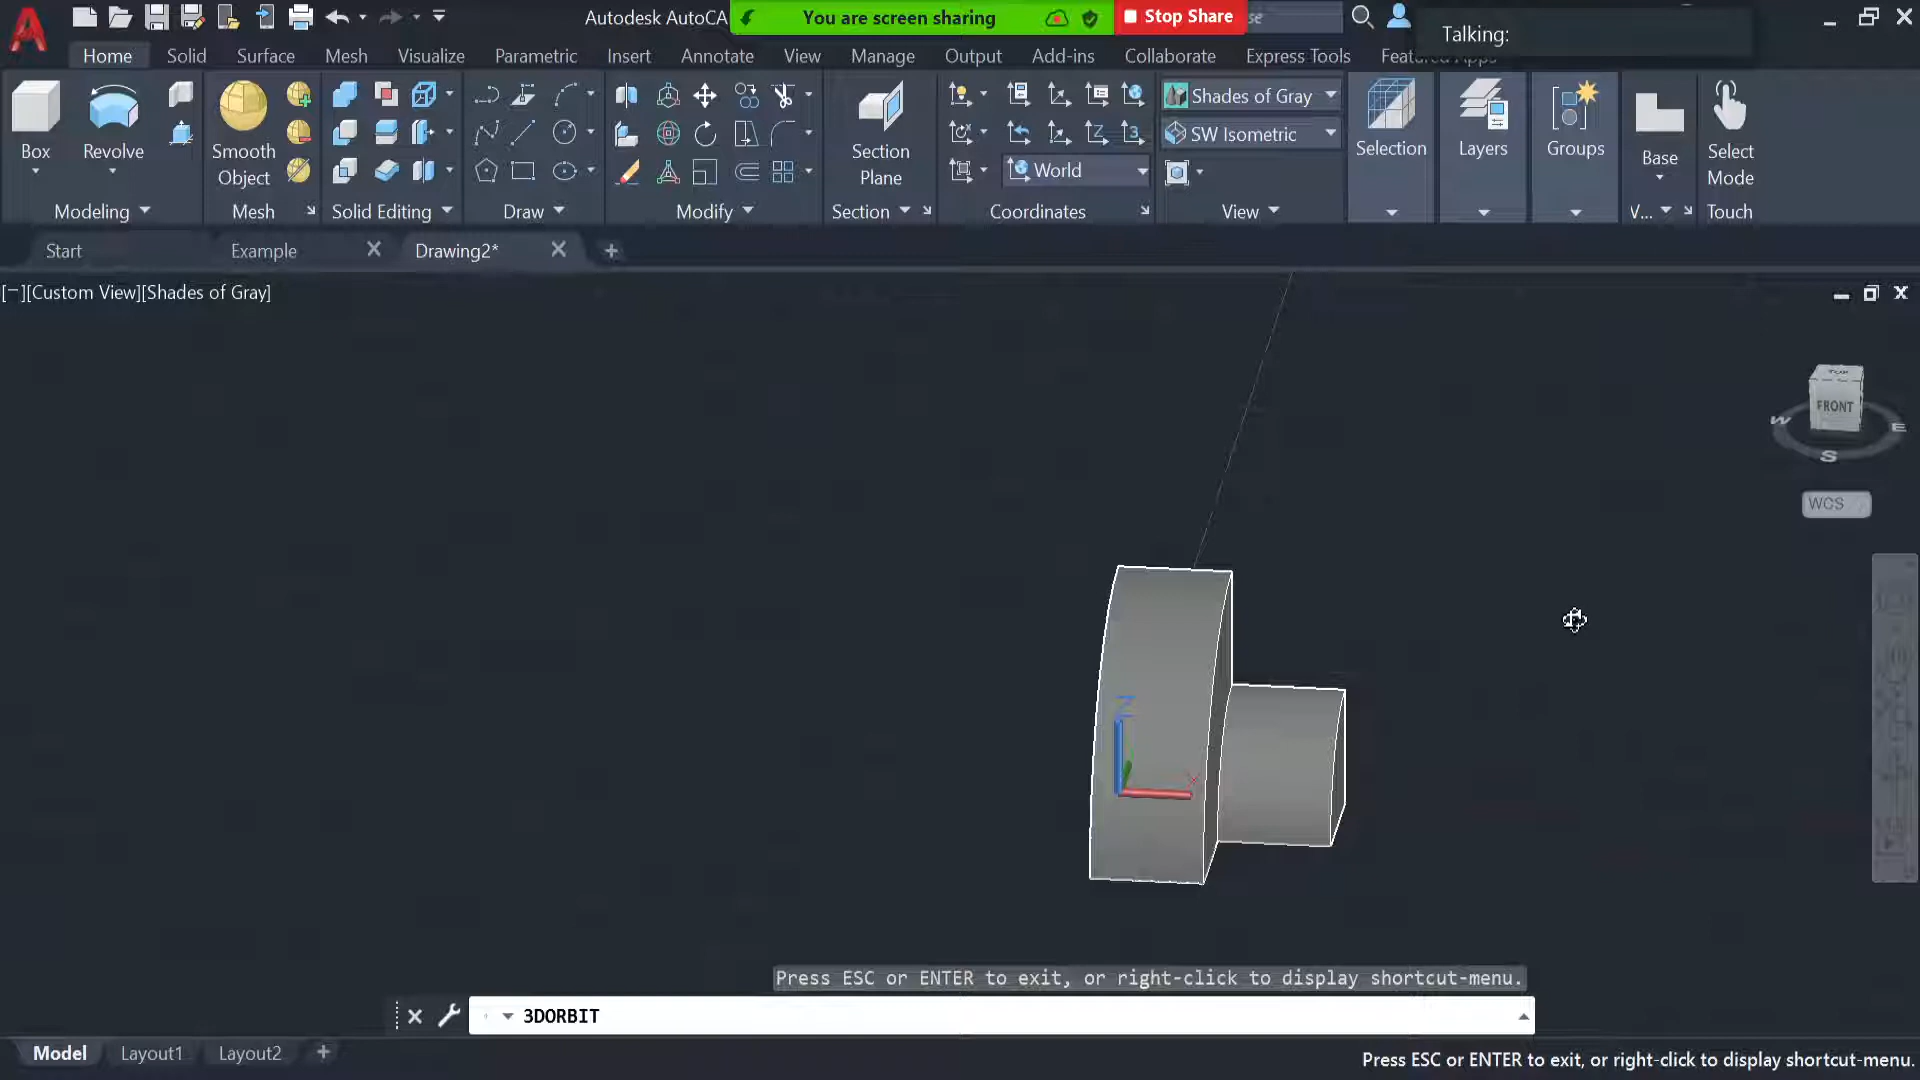 Autodesk AutoCA
You are screen sharing
Stop Share
se
Talking:
Home
Solid
Surface
Mesh
Visualize
Parametric
Insert
Annotate
View
Manage
Output
Add-ins
Collaborate
Express Tools
Featured Apps
Box
Revolve
Smooth
Object
Section
Plane
World
Shades of Gray
SW Isometric
Selection
Layers
Groups
Base
Select
Mode
Modeling
Mesh
Solid Editing
Draw
Modify
Section
Coordinates
View
V...
Touch
Start
Example
Drawing2*
[−][Custom View][Shades of Gray]
TOP
FRONT
W
E
S
WCS
Z
X
Press ESC or ENTER to exit, or right-click to display shortcut-menu.
3DORBIT
Model
Layout1
Layout2
Press ESC or ENTER to exit, or right-click to display shortcut-menu.